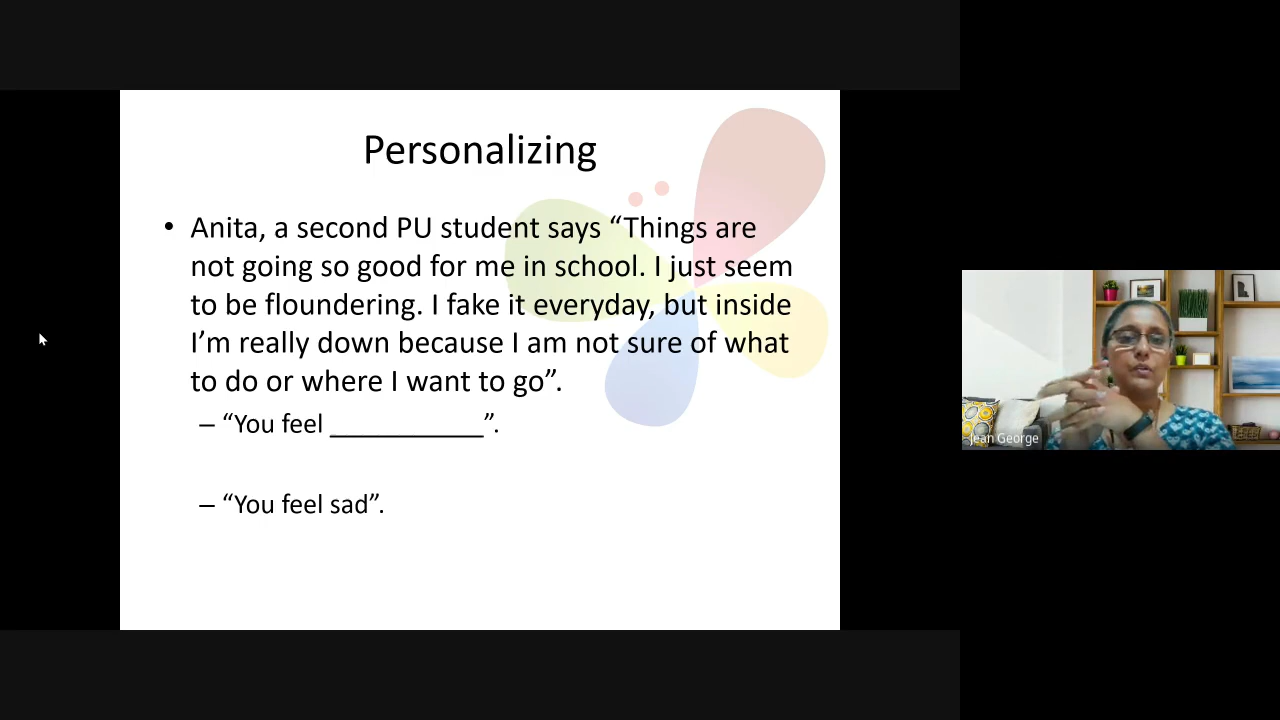 Personalizing
• Anita, a second PU student says “Things are
not going so good for me in school. I just seem
to be floundering. I fake it everyday, but inside
I’m really down because I am not sure of what
to do or where I want to go”.
– “You feel ___________”.
– “You feel sad”.
Jean George